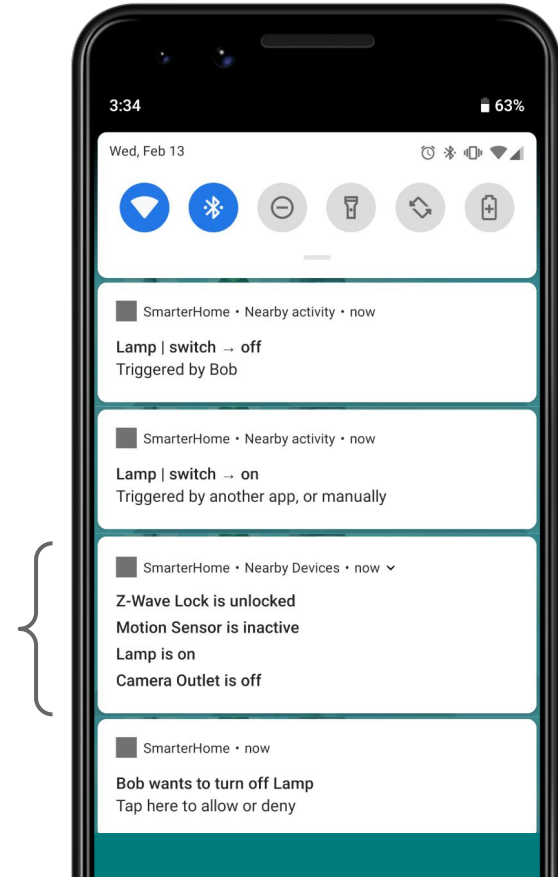 3:34 63%
Wed, Feb 13
SmarterHome • Nearby activity • now
Lamp | switch → off
Triggered by Bob
SmarterHome • Nearby activity • now
Lamp | switch → on
Triggered by another app, or manually
SmarterHome • Nearby Devices • now
Z-Wave Lock is unlocked
Motion Sensor is inactive
Lamp is on
Camera Outlet is off
SmarterHome • now
Bob wants to turn off Lamp
Tap here to allow or deny